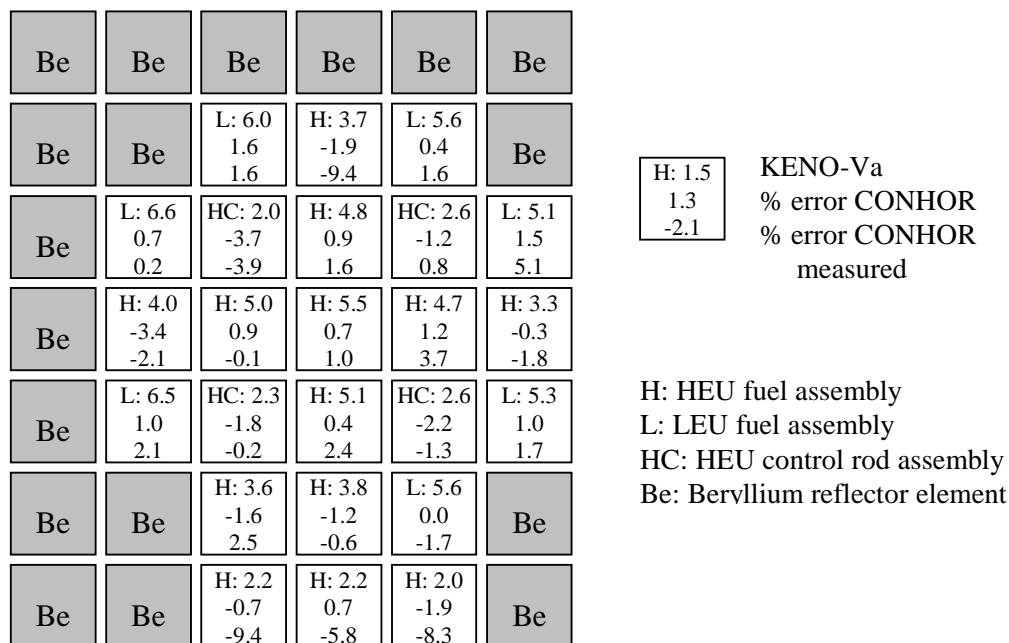 Be Be Be Be Be Be
Be Be L: 6.0 H: 3.7 L: 5.6 Be
1.6 -1.9 0.4
1.6 -9.4 1.6
Be L: 6.6 HC: 2.0 H: 4.8 HC: 2.6 L: 5.1
0.7 -3.7 0.9 -1.2 1.5
0.2 -3.9 1.6 0.8 5.1
Be H: 4.0 H: 5.0 H: 5.5 H: 4.7 H: 3.3
-3.4 0.9 0.7 1.2 -0.3
-2.1 -0.1 1.0 3.7 -1.8
Be L: 6.5 HC: 2.3 H: 5.1 HC: 2.6 L: 5.3
1.0 -1.8 0.4 -2.2 1.0
2.1 -0.2 2.4 -1.3 1.7
Be Be H: 3.6 H: 3.8 L: 5.6 Be
-1.6 -1.2 0.0
2.5 -0.6 -1.7
Be Be H: 2.2 H: 2.2 H: 2.0 Be
-0.7 0.7 -1.9
-9.4 -5.8 -8.3
H: 1.5 KENO-Va
1.3 % error CONHOR
-2.1 % error CONHOR
measured
H: HEU fuel assembly
L: LEU fuel assembly
HC: HEU control rod assembly
Be: Beryllium reflector element